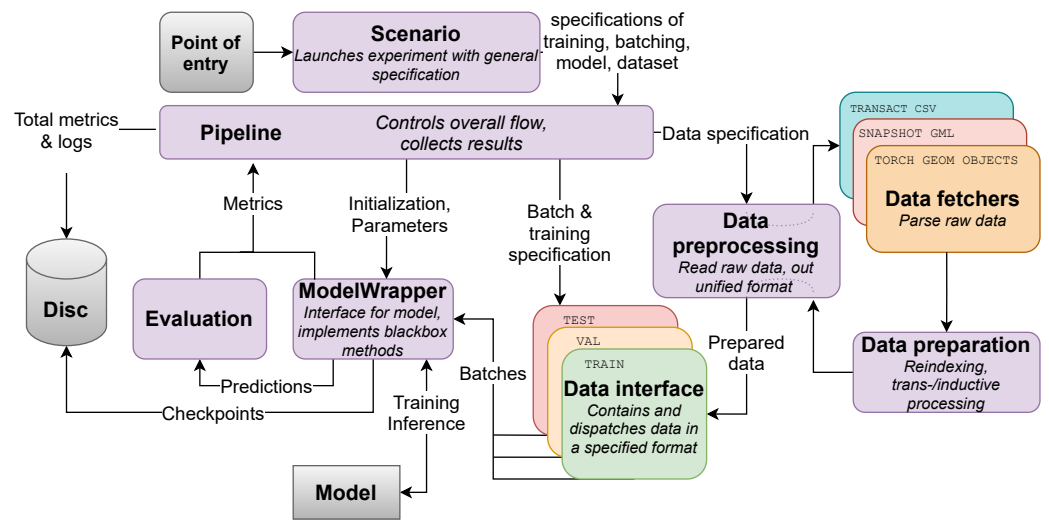 Point of
entry
Scenario
Launches experiment with general
specification
specifications of
training, batching,
model, dataset
Total metrics
& logs
Pipeline
Controls overall flow,
collects results
Data specification
TRANSACT CSV
SNAPSHOT GML
TORCH GEOM OBJECTS
Data fetchers
Parse raw data
Metrics
Initialization,
Parameters
Batch &
training
specification
Data
preprocessing
Read raw data, out
unified format
Disc
Evaluation
ModelWrapper
Interface for model,
implements blackbox
methods
TEST
VAL
TRAIN
Data interface
Contains and
dispatches data in
a specified format
Prepared
data
Data preparation
Reindexing,
trans-/inductive
processing
Predictions
Checkpoints
Batches
Training
Inference
Model